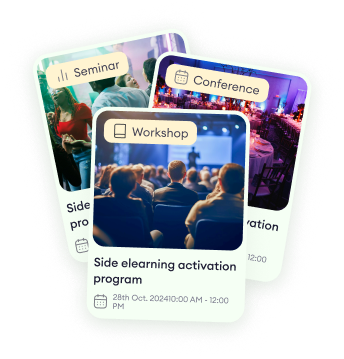 Seminar
Conference
Workshop
Side
pro
vation
12:00
Side elearning activation
program
28th Oct. 202410:00 AM - 12:00
PM